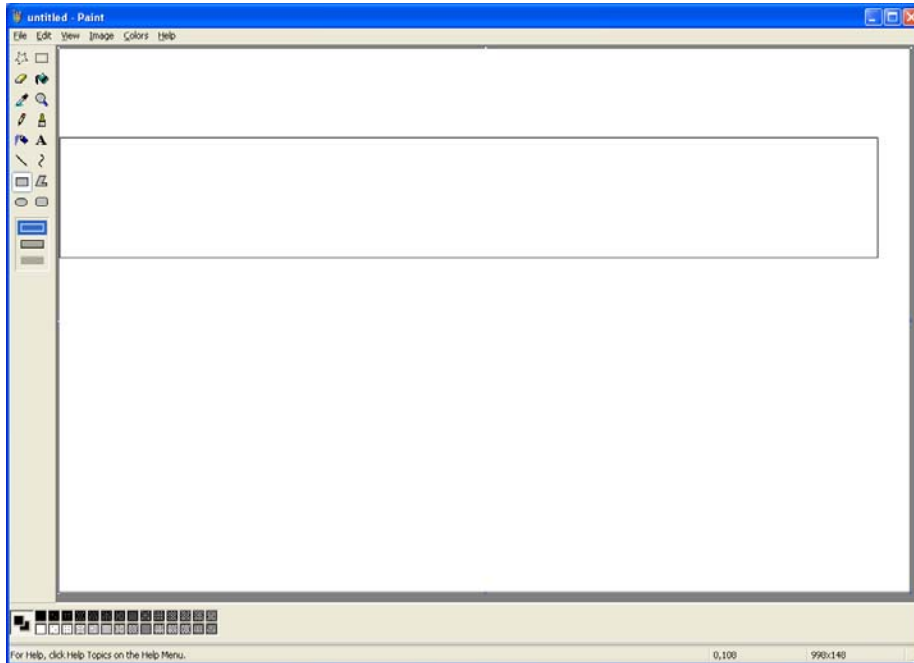 untitled - Paint
File Edit View Image Colors Help
A
For Help, click Help Topics on the Help Menu.
0,108
998x148